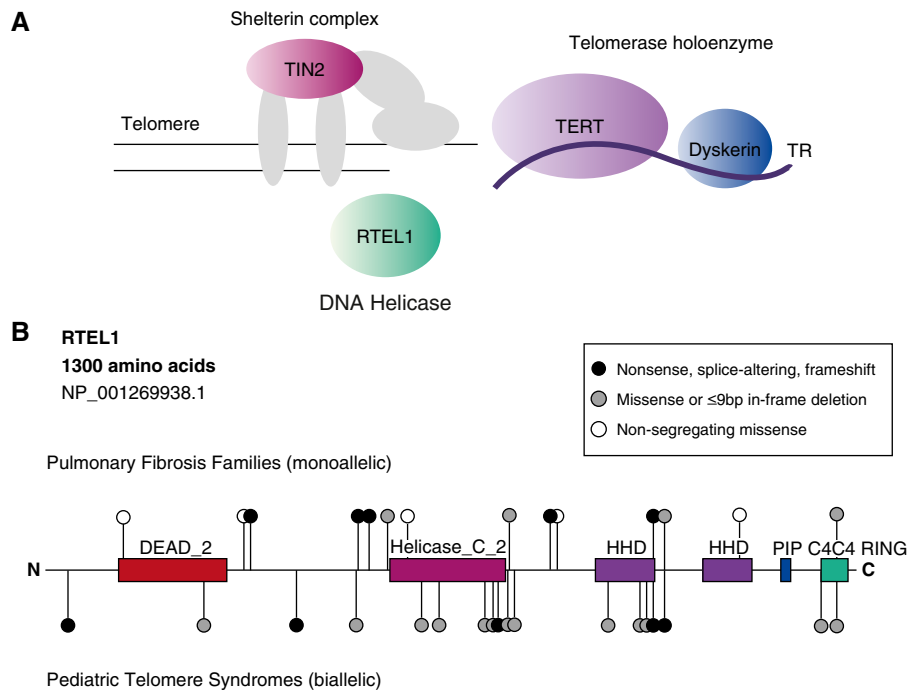 A
Shelterin complex
TIN2
Telomerase holoenzyme
Telomere
TERT
Dyskerin
TR
RTEL1
DNA Helicase
B
RTEL1
1300 amino acids
NP_001269938.1
Nonsense, splice-altering, frameshift
Missense or ≤9bp in-frame deletion
Non-segregating missense
Pulmonary Fibrosis Families (monoallelic)
DEAD_2
Helicase_C_2
HHD
HHD
PIP
C4C4 RING
N
C
Pediatric Telomere Syndromes (biallelic)